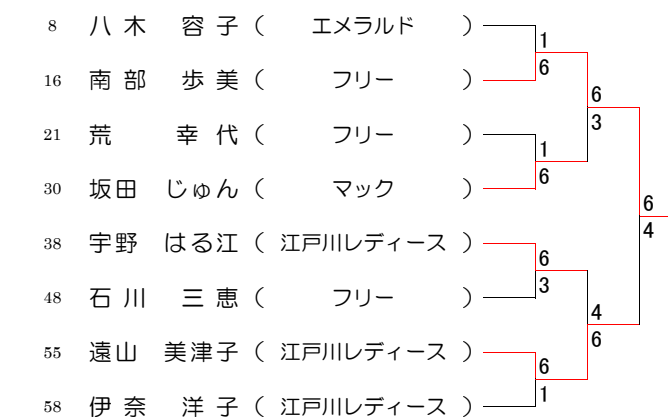 8 八木 容子 ( エメラルド )
1
6
16 南部 歩美 ( フリー )
6
3
21 荒 幸代 ( フリー )
1
6
30 坂田 じゅん ( マック )
6
4
38 宇野 はる江 ( 江戸川レディース )
6
3
48 石川 三恵 ( フリー )
4
6
55 遠山 美津子 ( 江戸川レディース )
6
1
58 伊奈 洋子 ( 江戸川レディース )